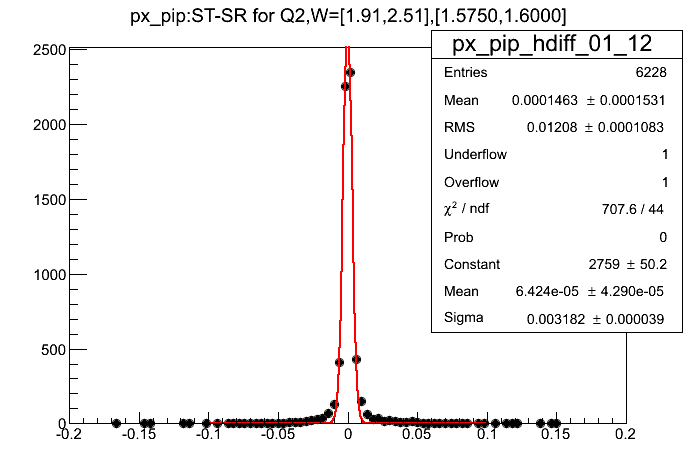 px_pip:ST-SR for Q2,W=[1.91,2.51],[1.5750,1.6000]
px_pip_hdiff_01_12
Entries 6228
Mean 0.0001463 ± 0.0001531
RMS 0.01208 ± 0.0001083
Underflow 1
Overflow 1
χ² / ndf 707.6 / 44
Prob 0
Constant 2759 ± 50.2
Mean 6.424e-05 ± 4.290e-05
Sigma 0.003182 ± 0.000039
2500
2000
1500
1000
500
0
-0.2 -0.15 -0.1 -0.05 0 0.05 0.1 0.15 0.2